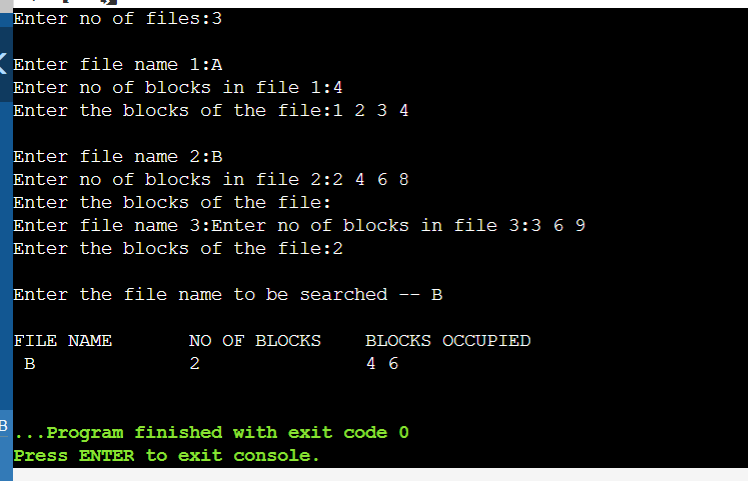 Enter no of files:3
Enter file name 1:A
Enter no of blocks in file 1:4
Enter the blocks of the file:1 2 3 4
Enter file name 2:B
Enter no of blocks in file 2:2 4 6 8
Enter the blocks of the file:
Enter file name 3:Enter no of blocks in file 3:3 6 9
Enter the blocks of the file:2
Enter the file name to be searched -- B
FILE NAME NO OF BLOCKS BLOCKS OCCUPIED
B 2 4 6
B
...Program finished with exit code 0
Press ENTER to exit console.